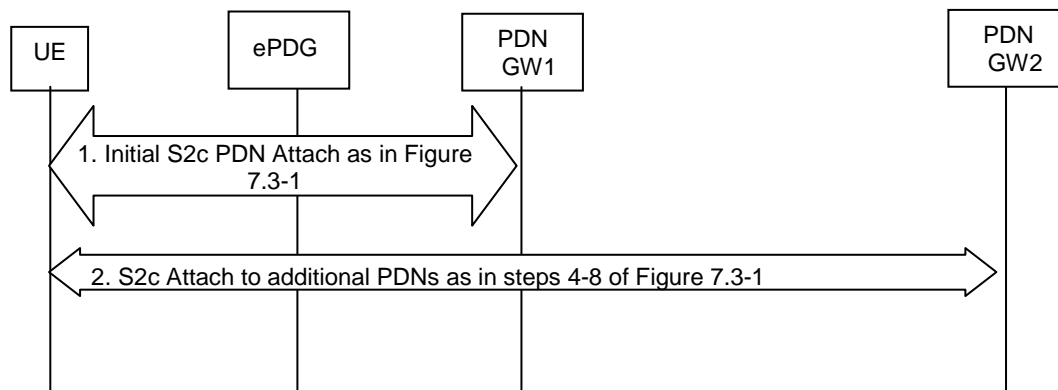 UE
ePDG
PDN
GW1
PDN
GW2
1. Initial S2c PDN Attach as in Figure
7.3-1
2. S2c Attach to additional PDNs as in steps 4-8 of Figure 7.3-1